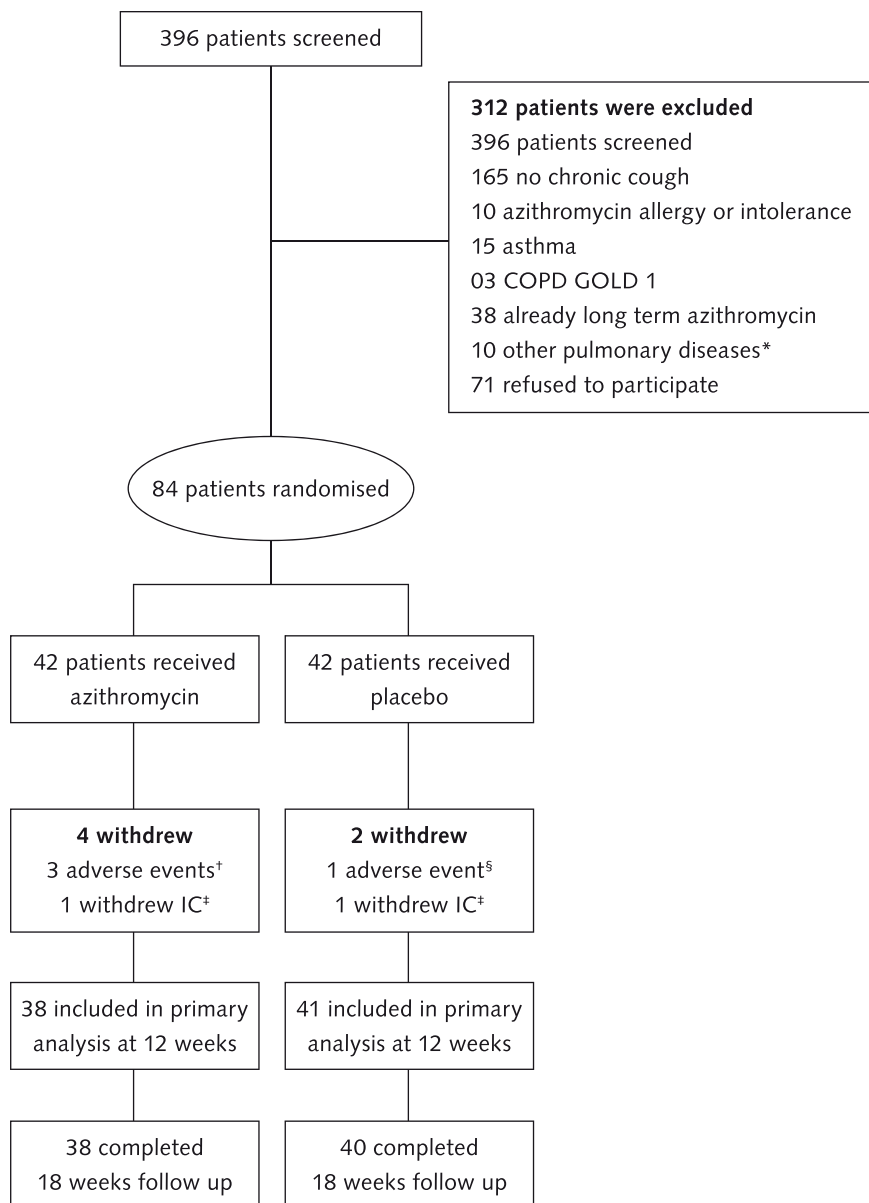 396 patients screened
312 patients were excluded
396 patients screened
165 no chronic cough
10 azithromycin allergy or intolerance
15 asthma
03 COPD GOLD 1
38 already long term azithromycin
10 other pulmonary diseases*
71 refused to participate
84 patients randomised
42 patients received
azithromycin
42 patients received
placebo
4 withdrew
3 adverse events†
1 withdrew IC‡
2 withdrew
1 adverse event§
1 withdrew IC‡
38 included in primary
analysis at 12 weeks
41 included in primary
analysis at 12 weeks
38 completed
18 weeks follow up
40 completed
18 weeks follow up